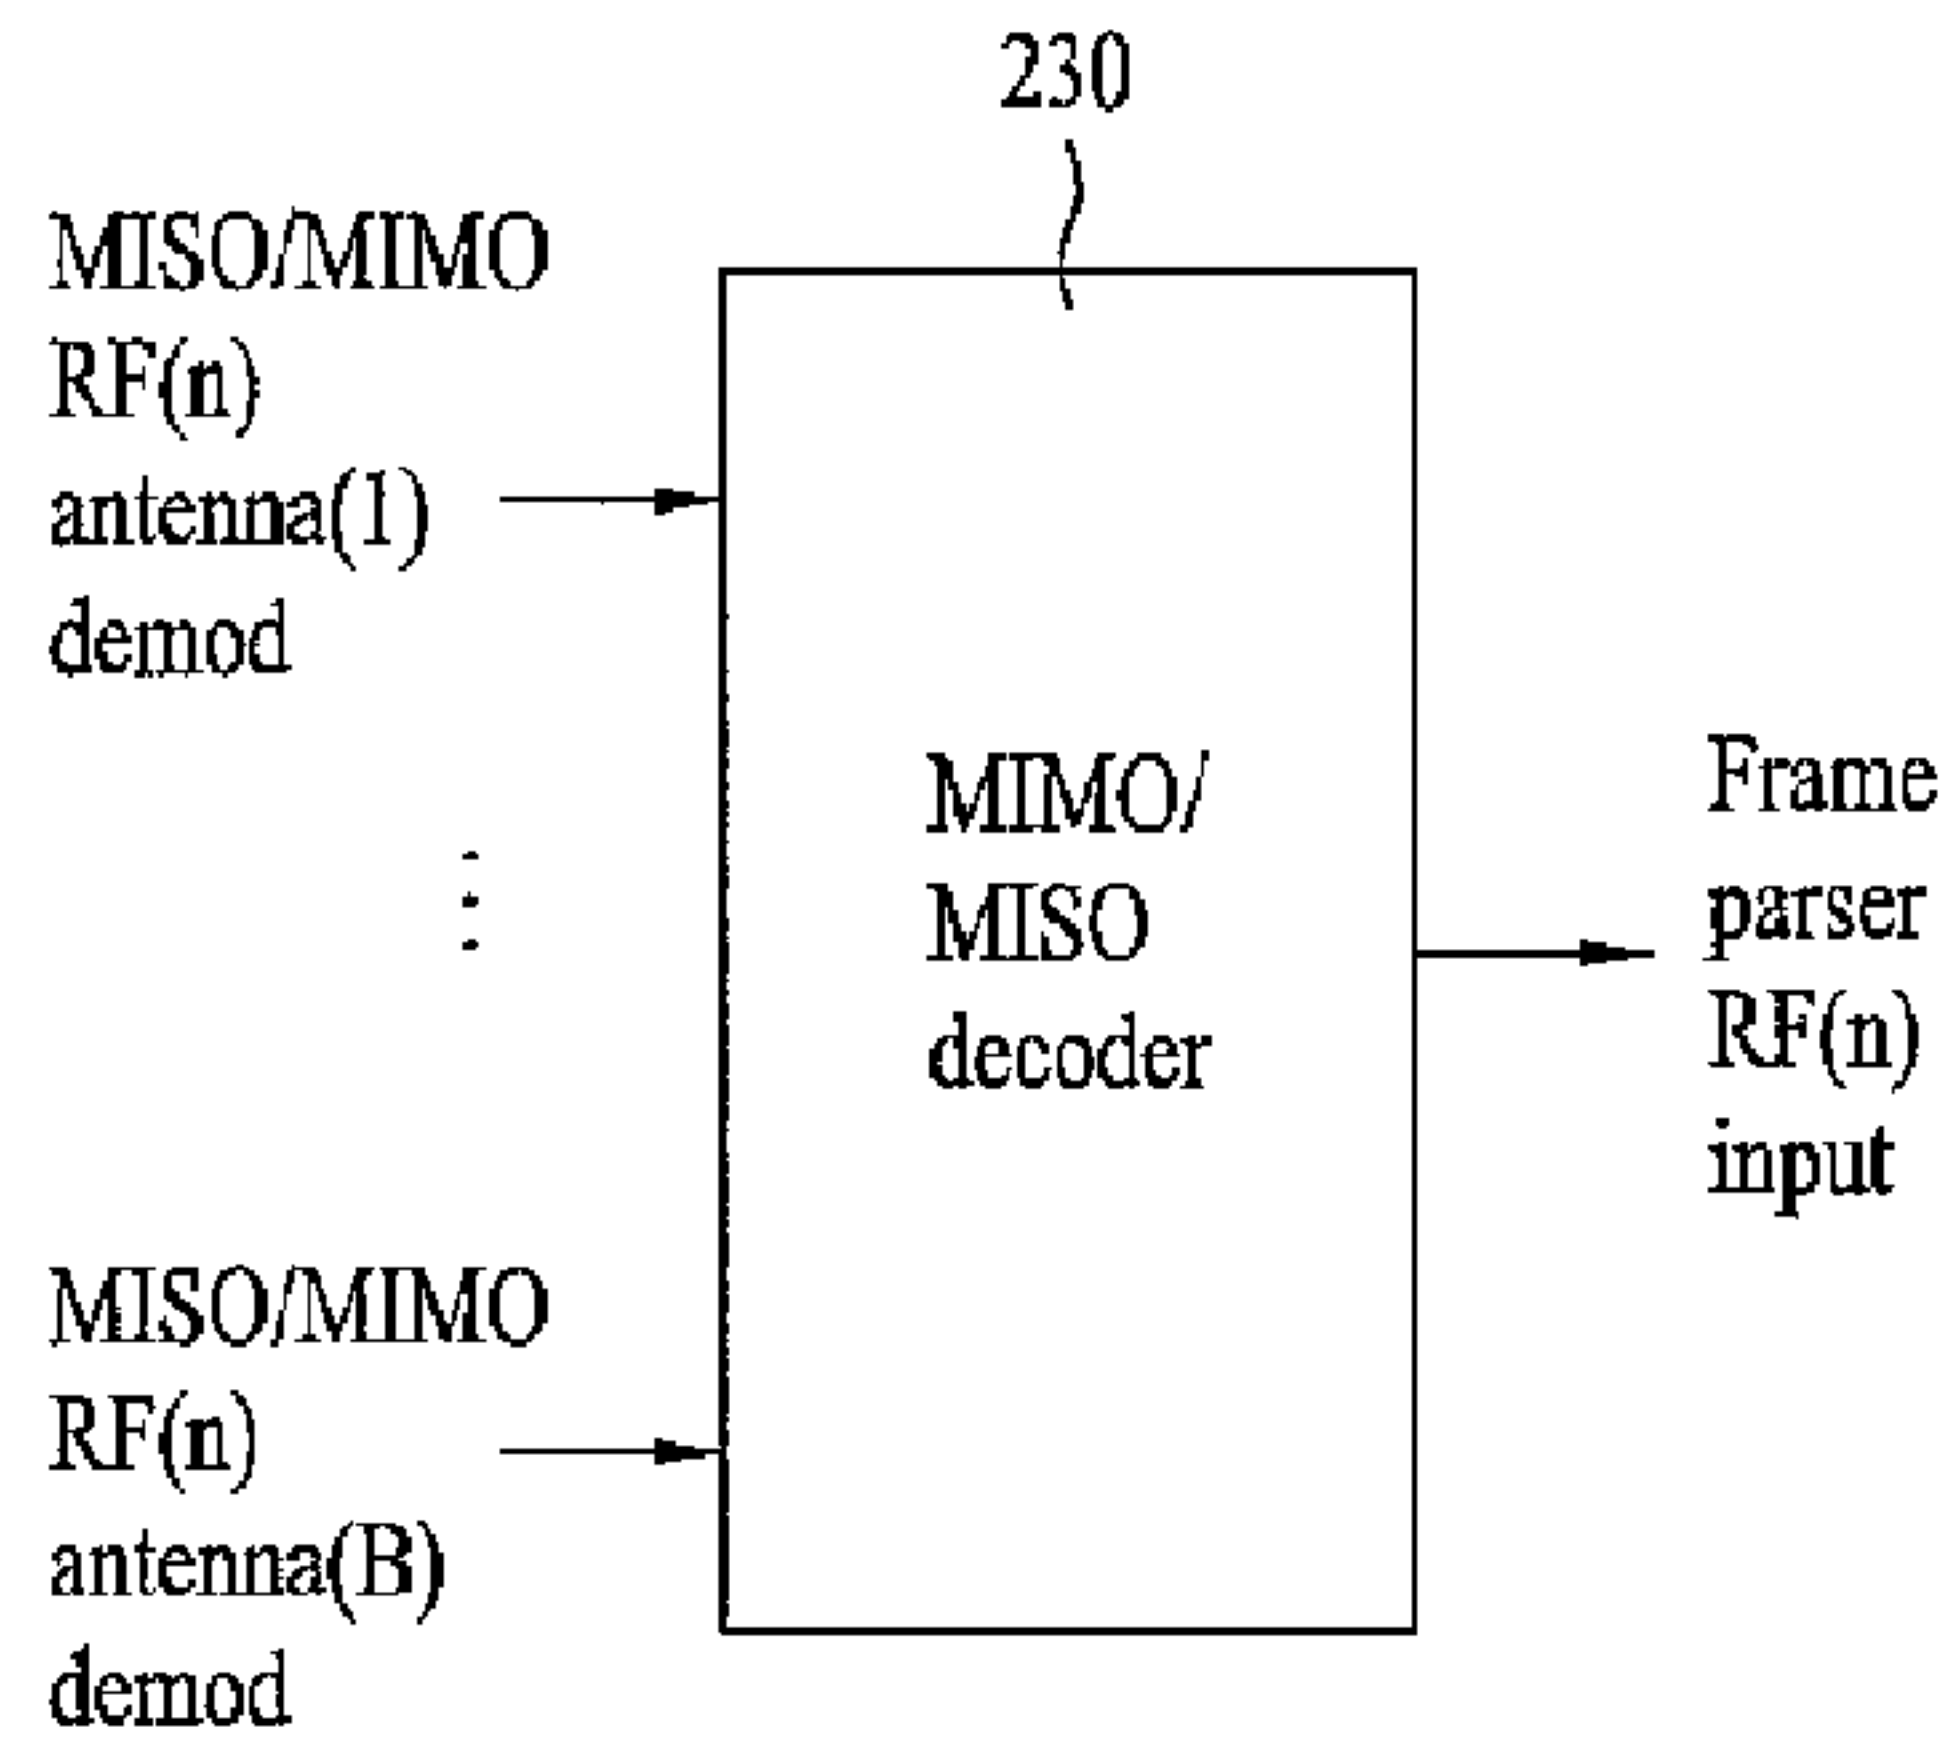 230
MISO/MIMO
RF(n)
antenna(1)
demod
MIMO/
MISO
decoder
Frame
parser
RF(n)
input
MISO/MIMO
RF(n)
antenna(B)
demod